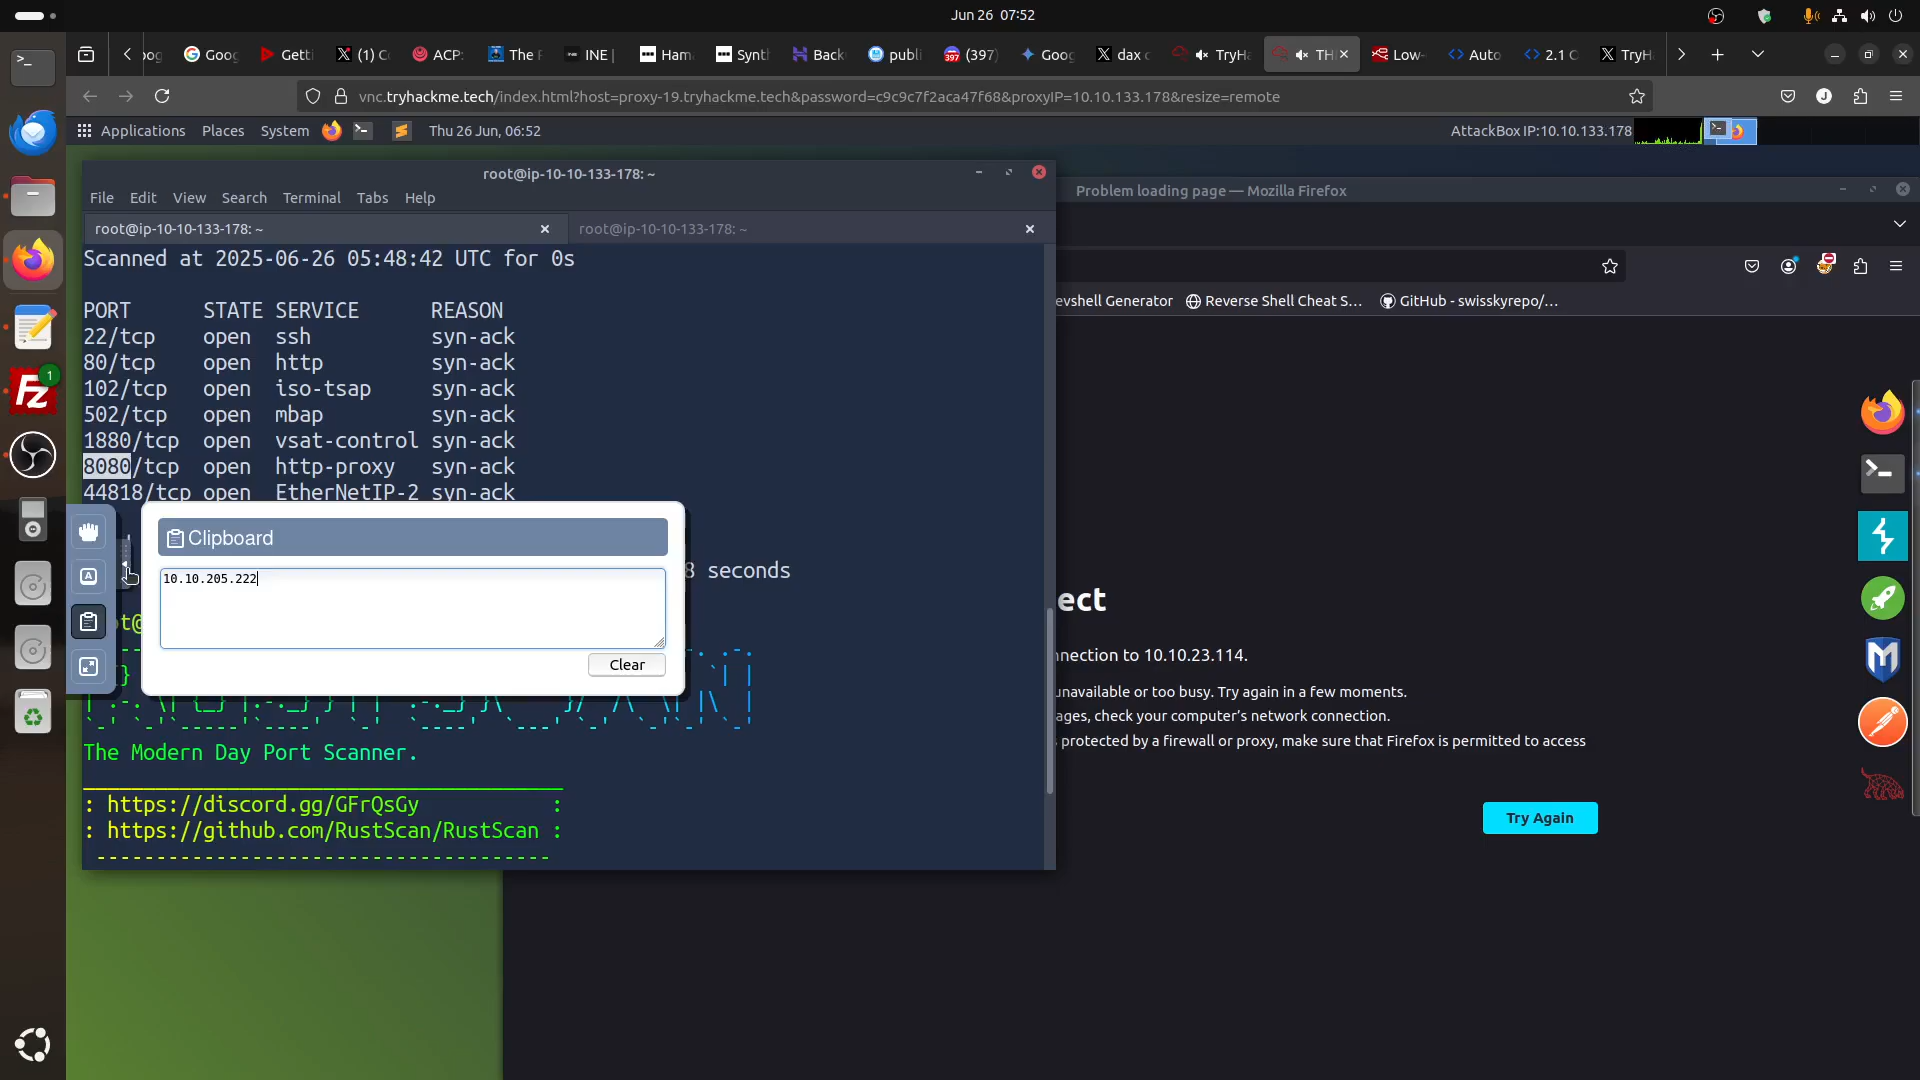 Jun 26 07:52
oog
Goog
Getti
(1) C
ACP:
The F
INE |
Ham
Synt
Back
publi
(397)
Goog
dax
TryH
TH
Low-
Auto
2.1 C
TryH
vnc.tryhackme.tech/index.html?host=proxy-19.tryhackme.tech&password=c9c9c7f2aca47f68&proxyIP=10.10.133.178&resize=remote
Applications Places System Thu 26 Jun, 06:52 AttackBox IP:10.10.133.178
root@ip-10-10-133-178: ~
Problem loading page — Mozilla Firefox
File Edit View Search Terminal Tabs Help
root@ip-10-10-133-178: ~
root@ip-10-10-133-178: ~
Scanned at 2025-06-26 05:48:42 UTC for 0s
PORT STATE SERVICE REASON
22/tcp open ssh syn-ack
80/tcp open http syn-ack
102/tcp open iso-tsap syn-ack
502/tcp open mbap syn-ack
1880/tcp open vsat-control syn-ack
8080/tcp open http-proxy syn-ack
44818/tcp open EtherNetIP-2 syn-ack
Clipboard
10.10.205.222
Clear
8 seconds
ot@
The Modern Day Port Scanner.
: https://discord.gg/GFrQsGy :
: https://github.com/RustScan/RustScan :
evshell Generator
Reverse Shell Cheat S…
GitHub - swisskyrepo/…
ect
nnection to 10.10.23.114.
unavailable or too busy. Try again in a few moments.
ages, check your computer’s network connection.
protected by a firewall or proxy, make sure that Firefox is permitted to access
Try Again